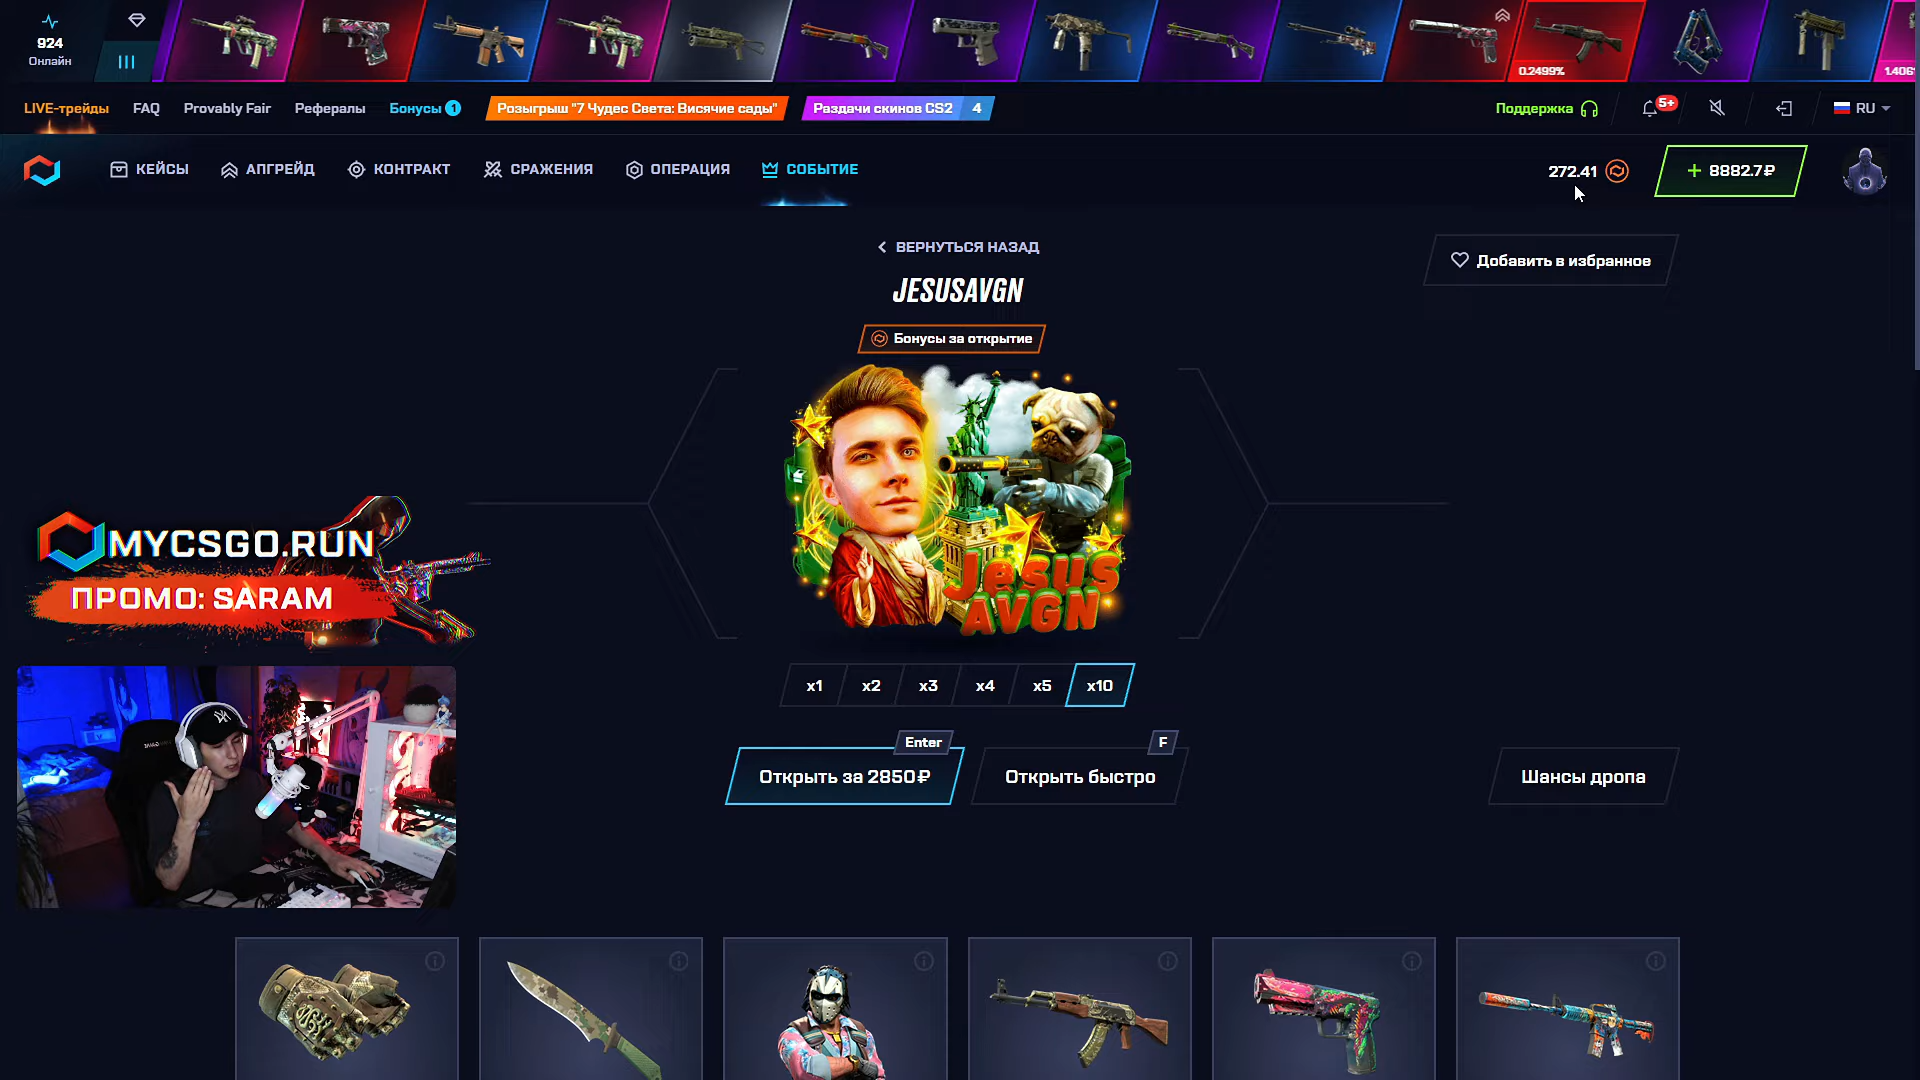 924
Онлайн
0.2499%
1.406
LIVE-трейды
FAQ
Provably Fair
Рефералы
Бонусы 1
Розыгрыш "7 Чудес Света: Висячие сады"
Раздачи скинов CS2 4
Поддержка
5+
RU
КЕЙСЫ
АПГРЕЙД
КОНТРАКТ
СРАЖЕНИЯ
ОПЕРАЦИЯ
СОБЫТИЕ
272.41
+ 8882.7₽
ВЕРНУТЬСЯ НАЗАД
Добавить в избранное
JESUSAVGN
Бонусы за открытие
Jesus
AVGN
MYCSGO.RUN
ПРОМО: SARAM
x1
x2
x3
x4
x5
x10
Enter
F
Открыть за 2850₽
Открыть быстро
Шансы дропа